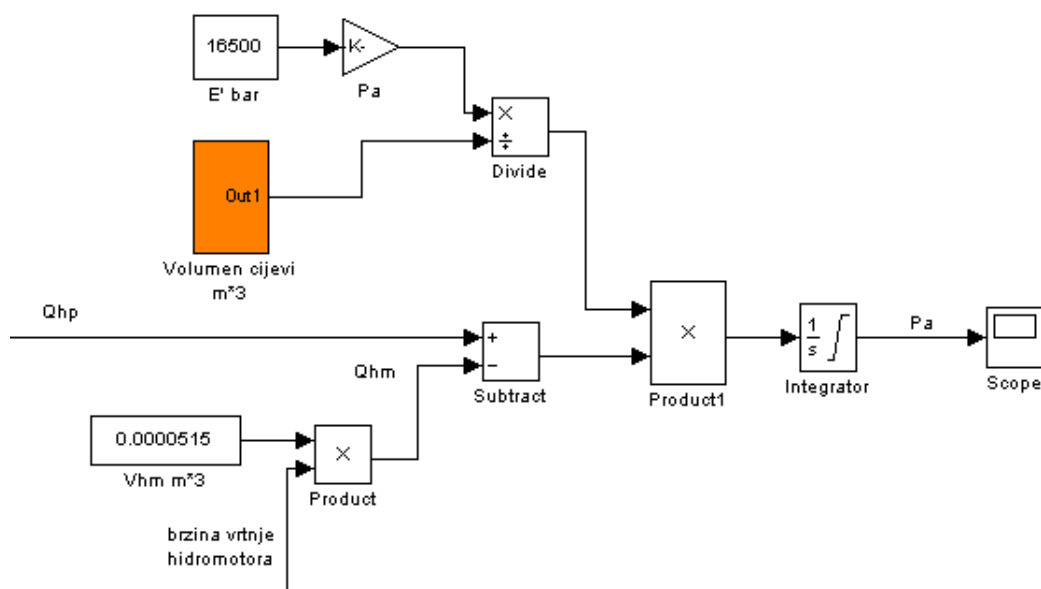 16500
E' bar
-K-
Pa
×
÷
Divide
Out1
Volumen cijevi
m*3
Qhp
+
−
Subtract
Qhm
×
Product1
1
s
Integrator
Pa
Scope
0.0000515
Vhm m*3
×
Product
brzina vrtnje
hidromotora